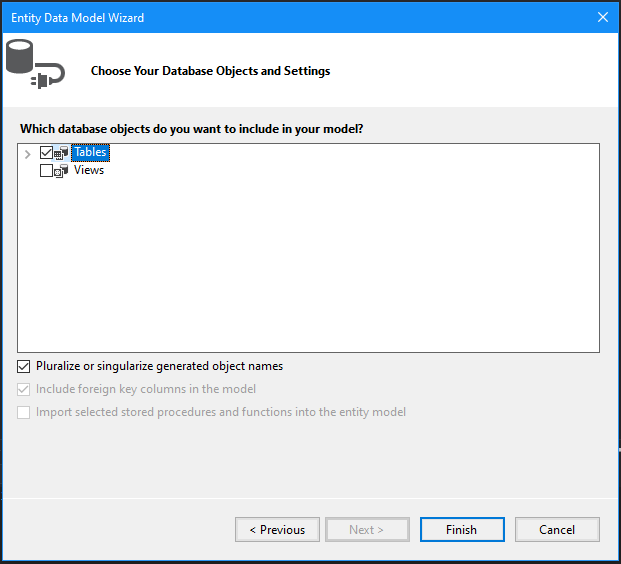 Entity Data Model Wizard
Choose Your Database Objects and Settings
Which database objects do you want to include in your model?
Tables
Views
Pluralize or singularize generated object names
Include foreign key columns in the model
Import selected stored procedures and functions into the entity model
< Previous
Next >
Finish
Cancel